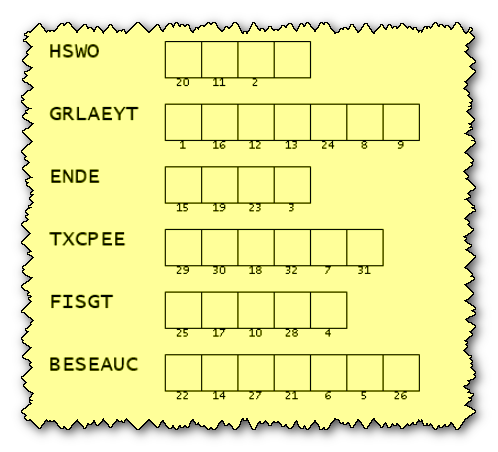 HSWO
20 11 2
GRLAEYT
1 16 12 13 24 8 9
ENDE
15 19 23 3
TXCPEE
29 30 18 32 7 31
FISGT
25 17 10 28 4
BESEAUC
22 14 27 21 6 5 26